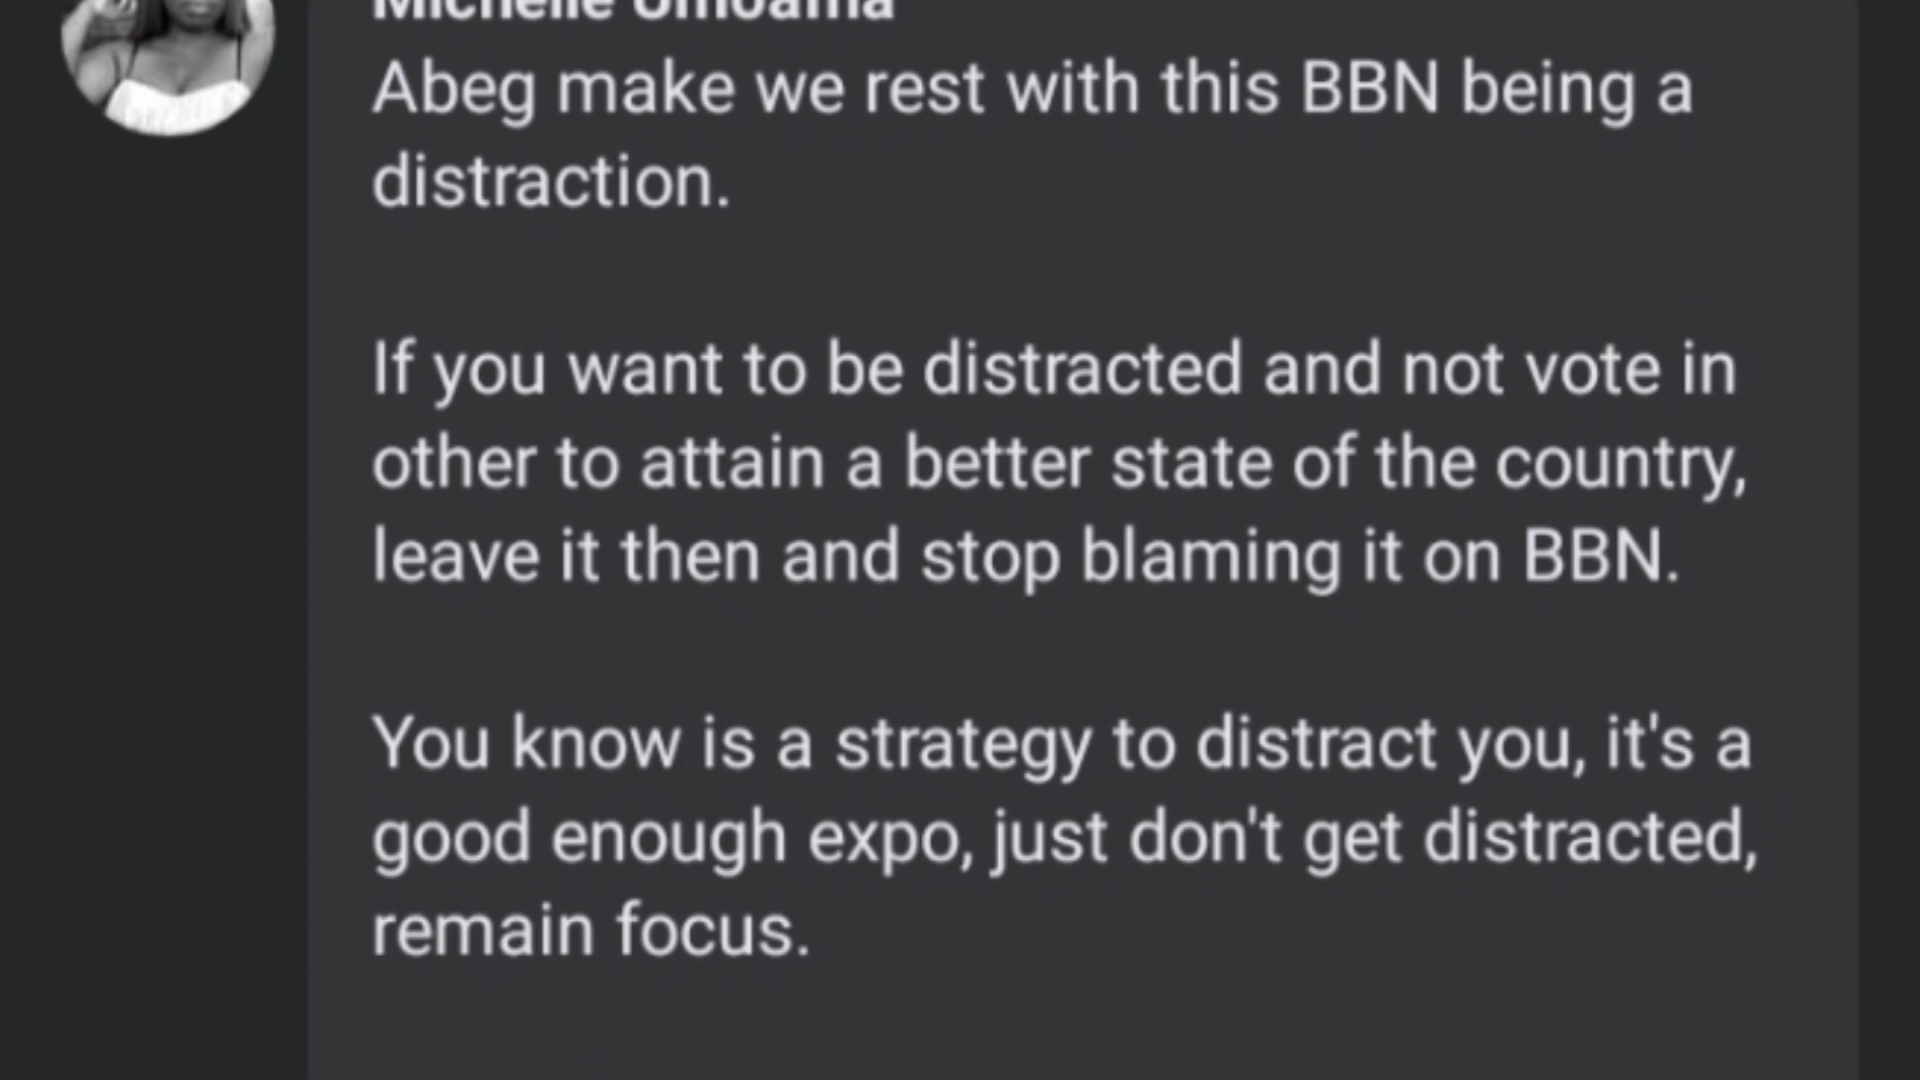 Michelle
Abeg make we rest with this BBN being a
distraction.
If you want to be distracted and not vote in
other to attain a better state of the country,
leave it then and stop blaming it on BBN.
You know is a strategy to distract you, it's a
good enough expo, just don't get distracted,
remain focus.